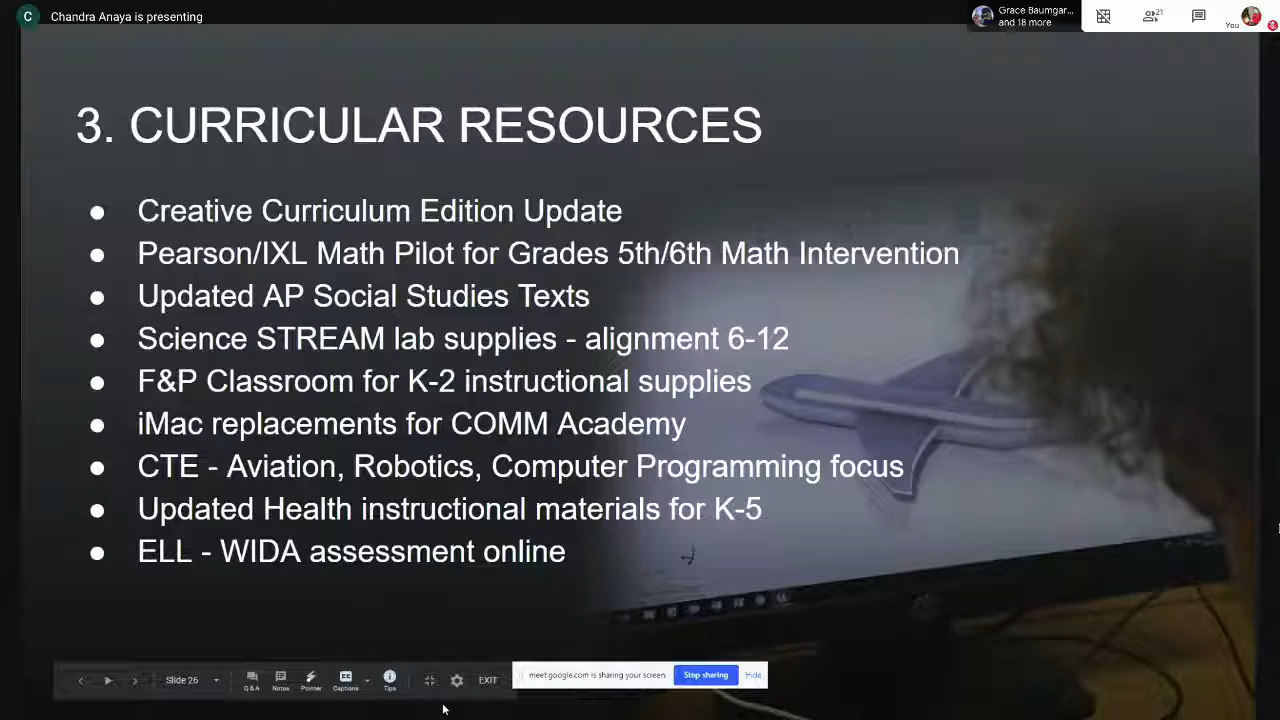 C Chandra Anaya is presenting
Grace Baumgar...
and 18 more
21
You
3. CURRICULAR RESOURCES
● Creative Curriculum Edition Update
● Pearson/IXL Math Pilot for Grades 5th/6th Math Intervention
● Updated AP Social Studies Texts
● Science STREAM lab supplies - alignment 6-12
● F&P Classroom for K-2 instructional supplies
● iMac replacements for COMM Academy
● CTE - Aviation, Robotics, Computer Programming focus
● Updated Health instructional materials for K-5
● ELL - WIDA assessment online
Slide 26
Q & A Notes Pointer CC Captions Tips EXIT
meet.google.com is sharing your screen. Stop sharing Hide